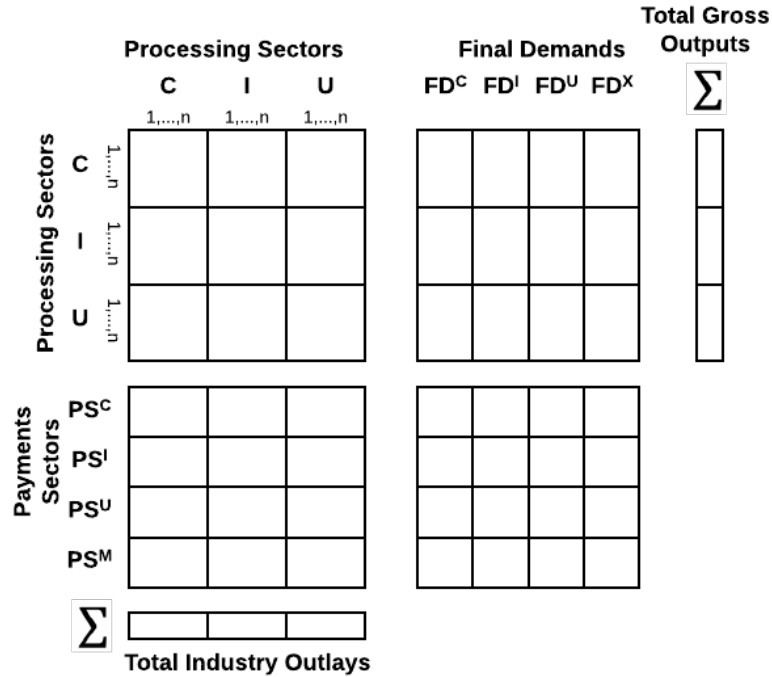 Total Gross
Outputs
Processing Sectors Final Demands
Σ
C I U FDᶜ FDᴵ FDᵁ FDˣ
1,...,n 1,...,n 1,...,n
Processing Sectors
C 1,...,n
I 1,...,n
U 1,...,n
Payments
Sectors
PSᶜ
PSᴵ
PSᵁ
PSᴹ
Σ
Total Industry Outlays